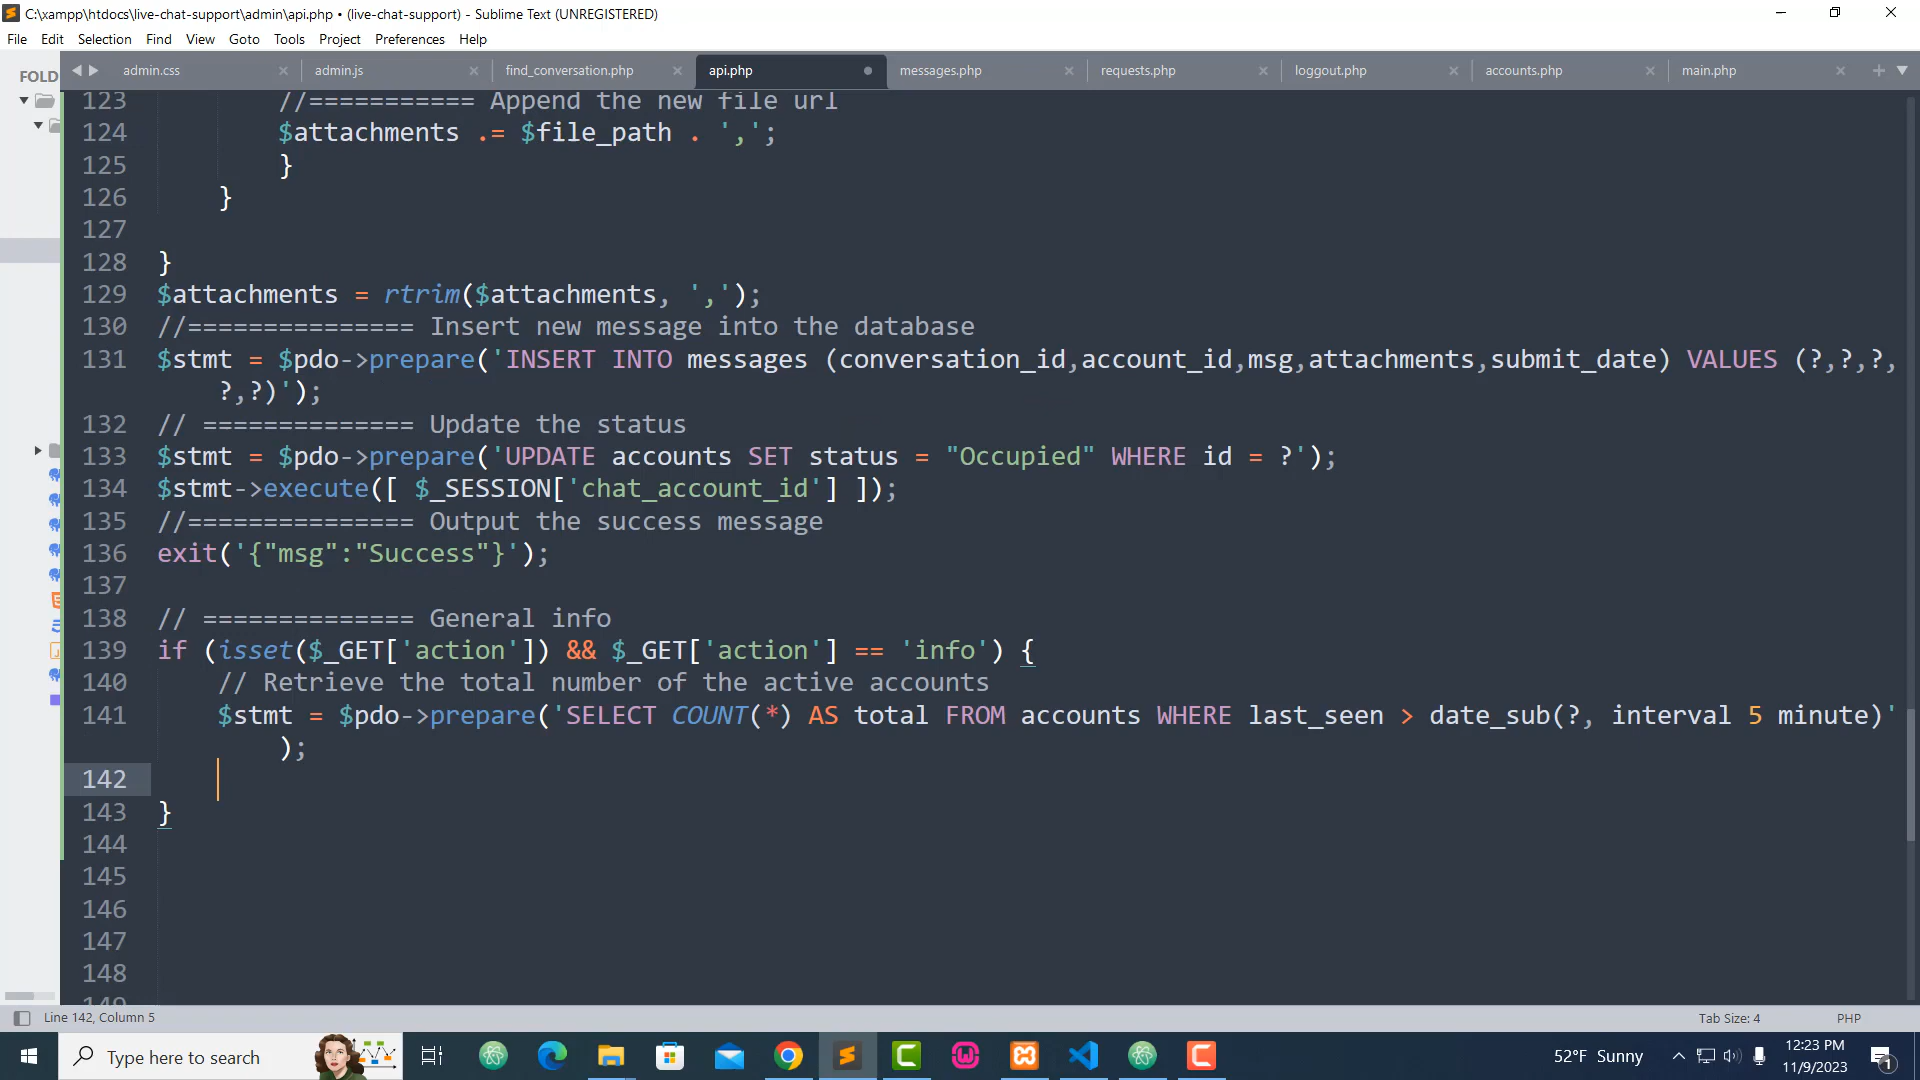 C:\xampp\htdocs\live-chat-support\admin\api.php • (live-chat-support) - Sublime Text (UNREGISTERED)
File Edit Selection Find View Goto Tools Project Preferences Help
FOLD
admin.css admin.js find_conversation.php api.php messages.php requests.php loggout.php accounts.php main.php
123 //=========== Append the new file url
124 $attachments .= $file_path . ',';
125 }
126 }
127
128 }
129 $attachments = rtrim($attachments, ',');
130 //=============== Insert new message into the database
131 $stmt = $pdo->prepare('INSERT INTO messages (conversation_id,account_id,msg,attachments,submit_date) VALUES (?,?,?,
?,?)');
132 // ============== Update the status
133 $stmt = $pdo->prepare('UPDATE accounts SET status = "Occupied" WHERE id = ?');
134 $stmt->execute([ $_SESSION['chat_account_id'] ]);
135 //=============== Output the success message
136 exit('{"msg":"Success"}');
137
138 // ============== General info
139 if (isset($_GET['action']) && $_GET['action'] == 'info') {
140 // Retrieve the total number of the active accounts
141 $stmt = $pdo->prepare('SELECT COUNT(*) AS total FROM accounts WHERE last_seen > date_sub(?, interval 5 minute)'
);
142
143 }
144
145
146
147
148
149
Line 142, Column 5 Tab Size: 4 PHP
Type here to search
52°F Sunny
12:23 PM
11/9/2023
1